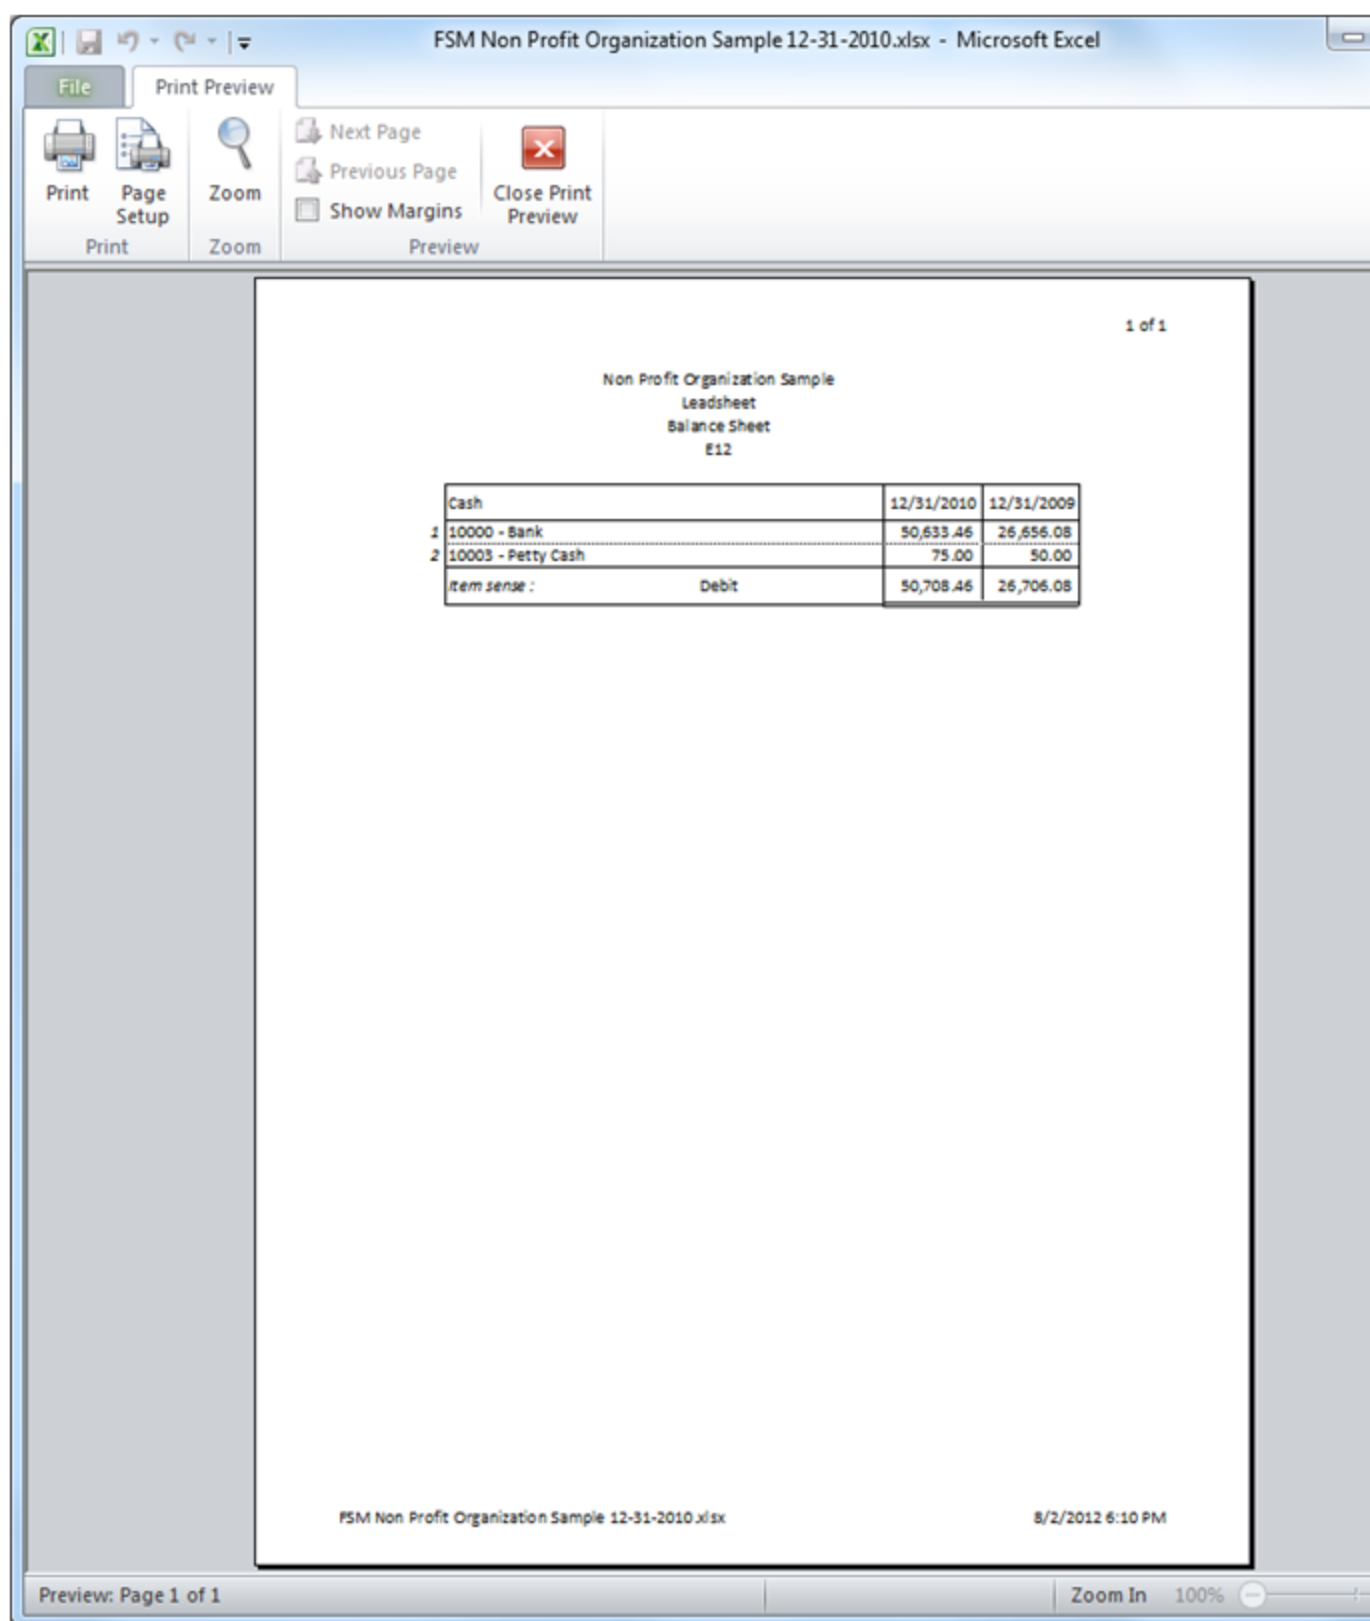 FSM Non Profit Organization Sample 12-31-2010.xlsx - Microsoft Excel
File Print Preview
Print Page Setup Zoom Next Page Previous Page Show Margins Close Print Preview
Print Zoom Preview
1 of 1
Non Profit Organization Sample
Leadsheet
Balance Sheet
E12
Cash 12/31/2010 12/31/2009
1 10000 - Bank 50,633.46 26,656.08
2 10003 - Petty Cash 75.00 50.00
Item sense : Debit 50,708.46 26,706.08
FSM Non Profit Organization Sample 12-31-2010.xlsx 8/2/2012 6:10 PM
Preview: Page 1 of 1 Zoom In 100%